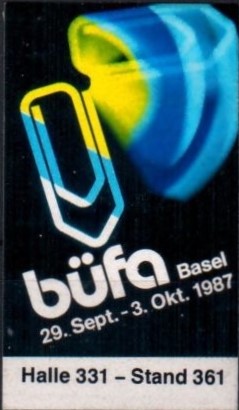 büfa Basel
29. Sept. - 3. Okt. 1987
Halle 331 – Stand 361